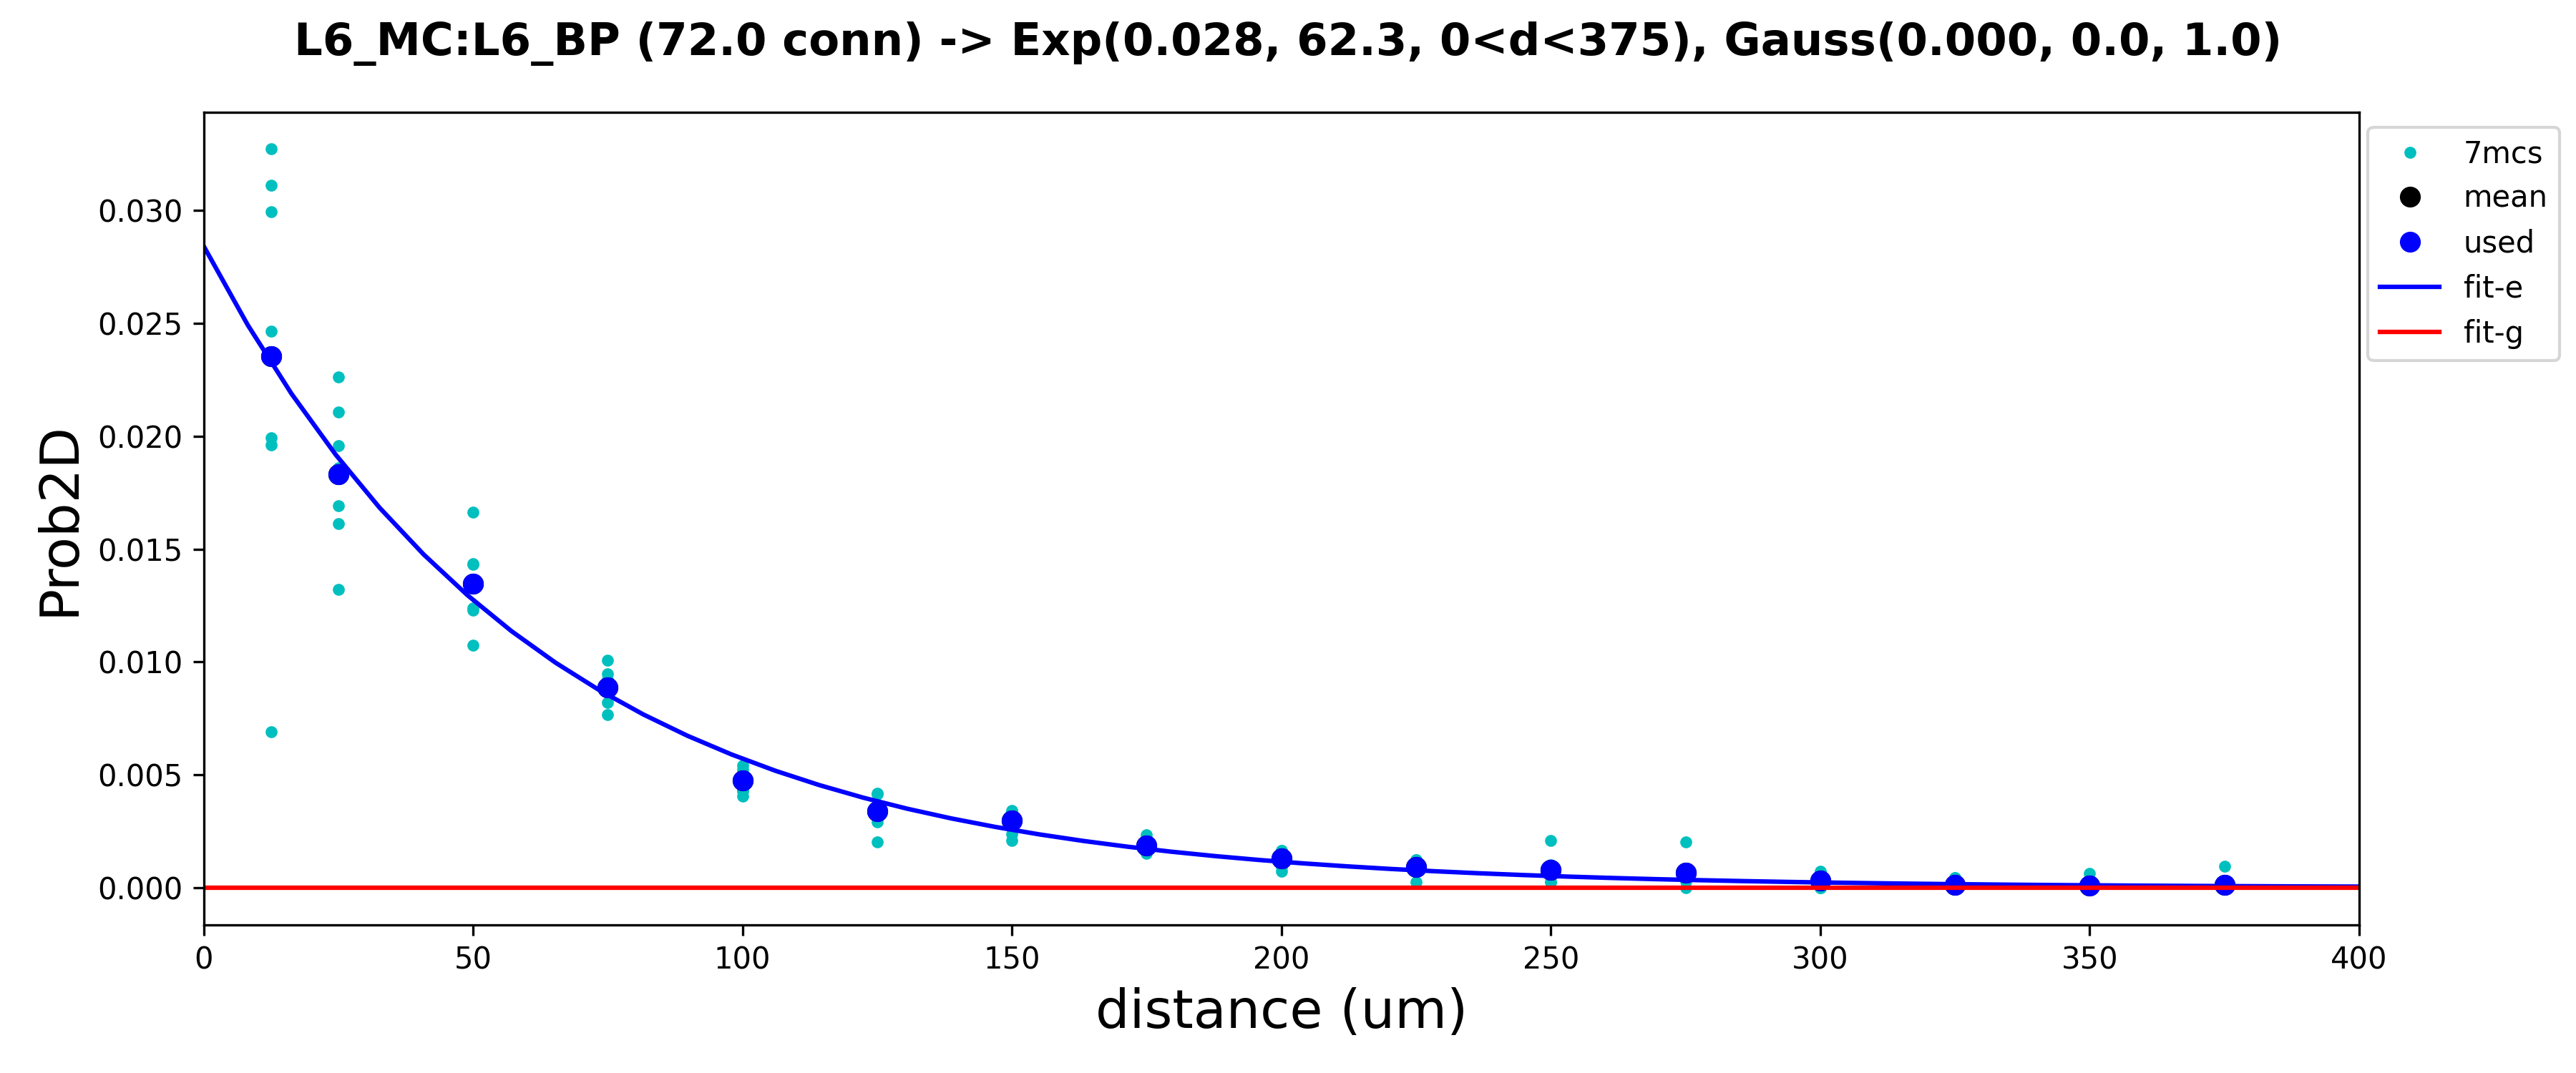 L6_MC:L6_BP (72.0 conn) -> Exp(0.028, 62.3, 0<d<375), Gauss(0.000, 0.0, 1.0)
7mcs
mean
used
fit-e
fit-g
Prob2D
0.030
0.025
0.020
0.015
0.010
0.005
0.000
0 50 100 150 200 250 300 350 400
distance (um)